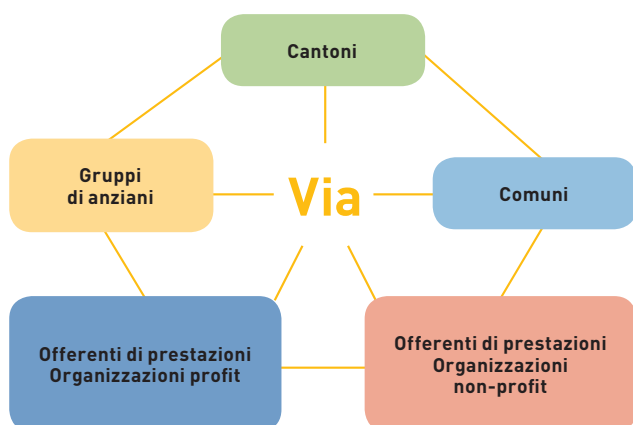 Cantoni
Gruppi
di anziani
Via
Comuni
Offerenti di prestazioni
Organizzazioni profit
Offerenti di prestazioni
Organizzazioni
non-profit